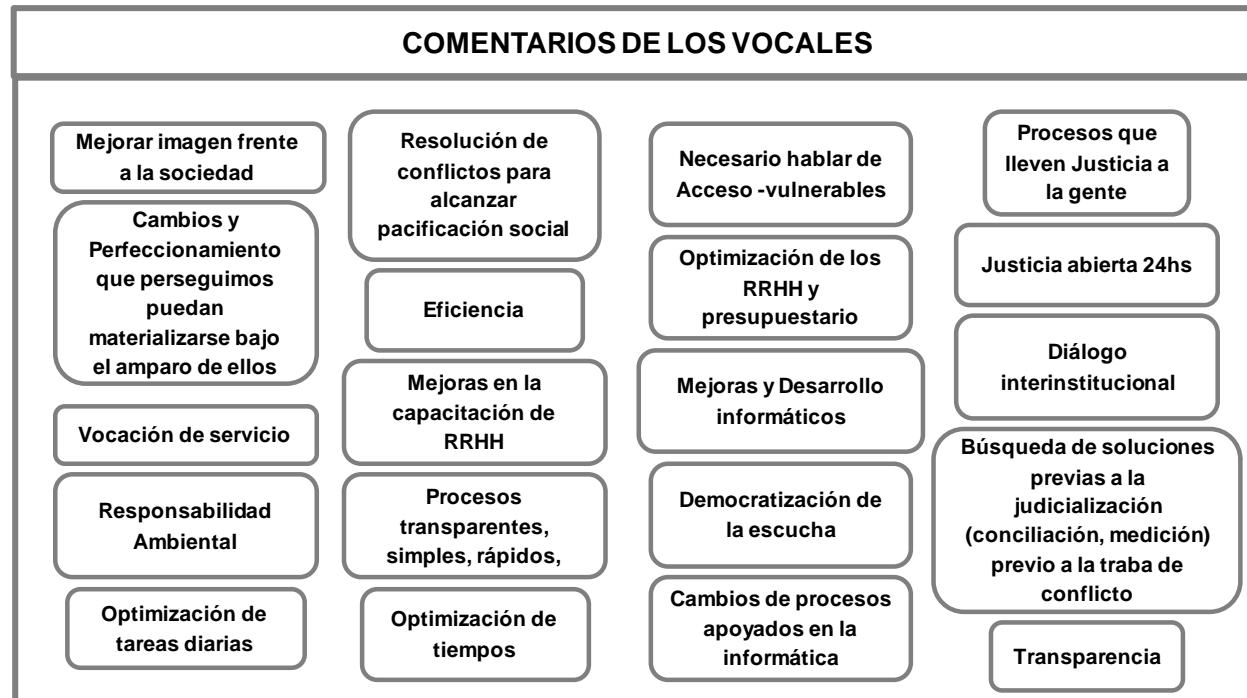 COMENTARIOS DE LOS VOCALES
Mejorar imagen frente
a la sociedad
Cambios y
Perfeccionamiento
que perseguimos
puedan
materializarse bajo
el amparo de ellos
Vocación de servicio
Responsabilidad
Ambiental
Optimización de
tareas diarias
Resolución de
conflictos para
alcanzar
pacificación social
Eficiencia
Mejoras en la
capacitación de
RRHH
Procesos
transparentes,
simples, rápidos,
Optimización de
tiempos
Necesario hablar de
Acceso -vulnerables
Optimización de los
RRHH y
presupuestario
Mejoras y Desarrollo
informáticos
Democratización de
la escucha
Cambios de procesos
apoyados en la
informática
Procesos que
lleven Justicia a
la gente
Justicia abierta 24hs
Diálogo
interinstitucional
Búsqueda de soluciones
previas a la
judicialización
(conciliación, medición)
previo a la traba de
conflicto
Transparencia